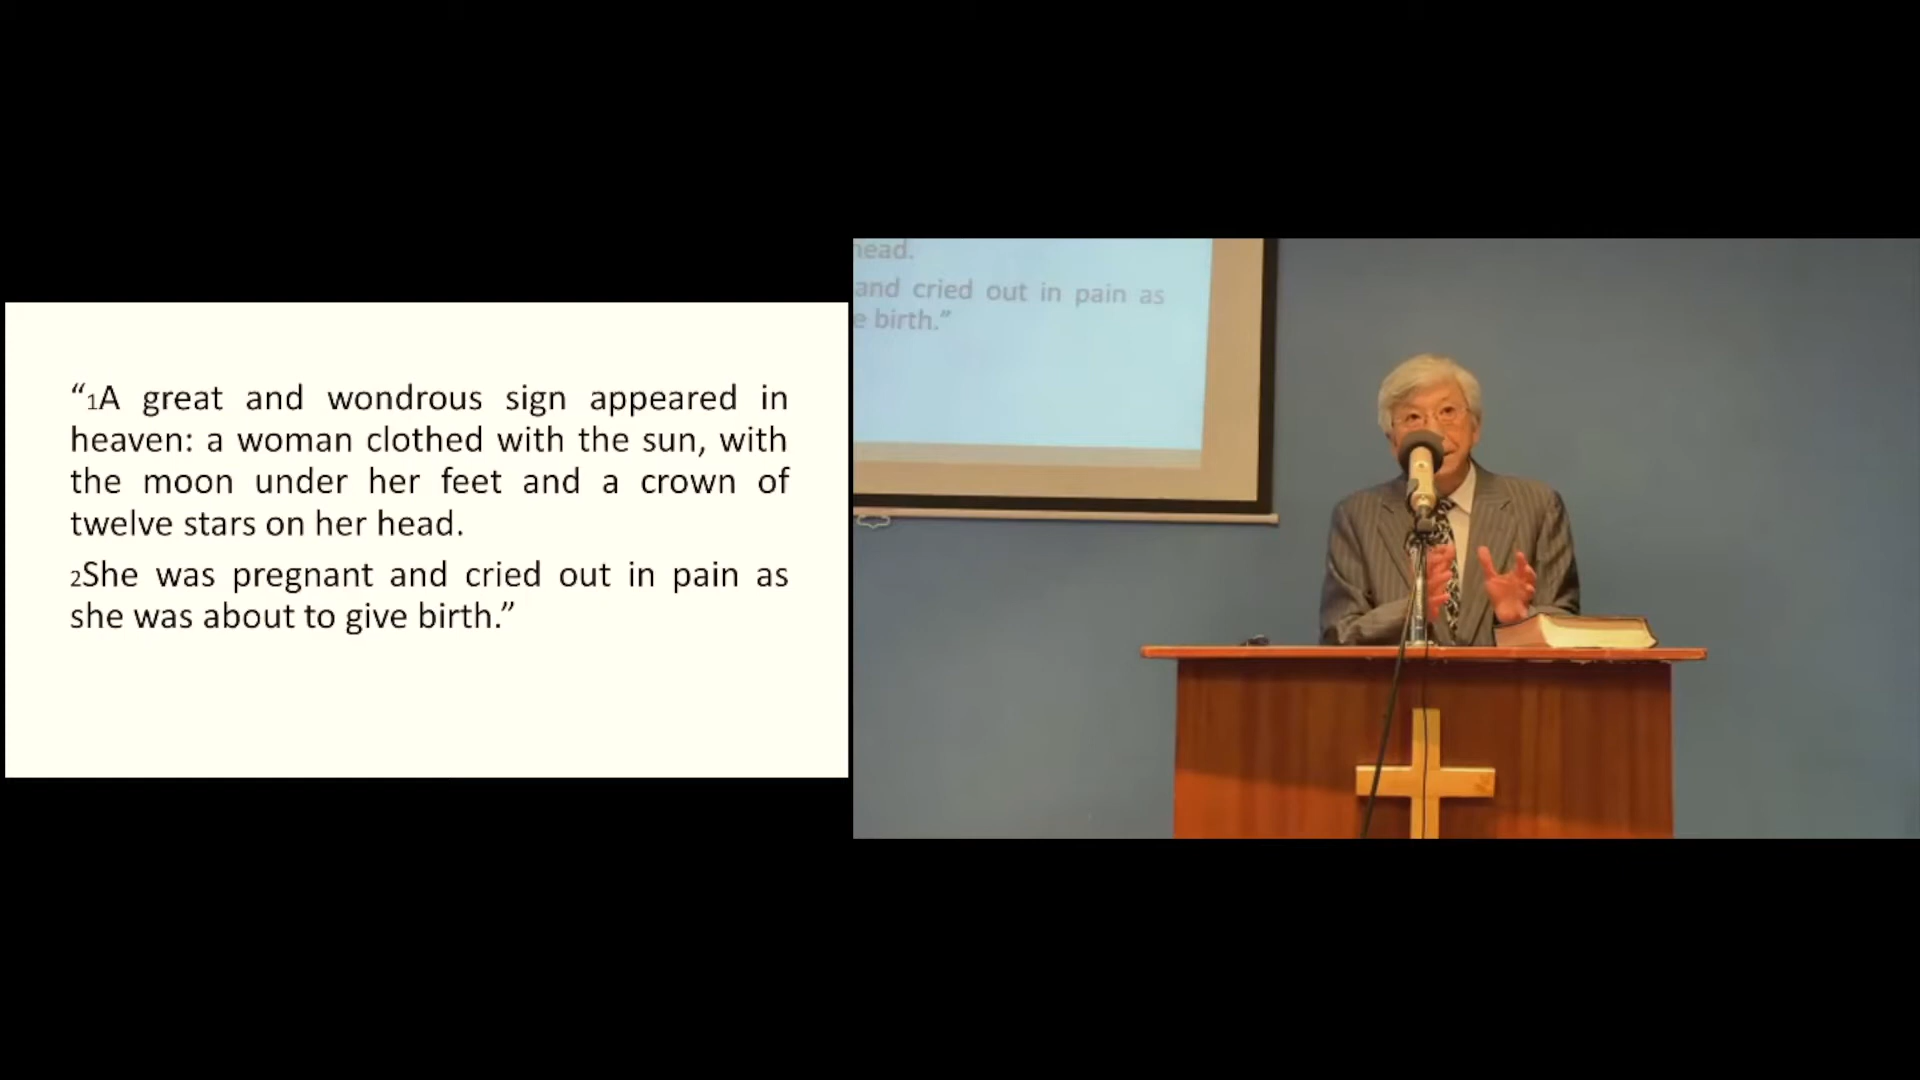 “1A great and wondrous sign appeared in
heaven: a woman clothed with the sun, with
the moon under her feet and a crown of
twelve stars on her head.
2She was pregnant and cried out in pain as
she was about to give birth.”
head.
and cried out in pain as
e birth.”